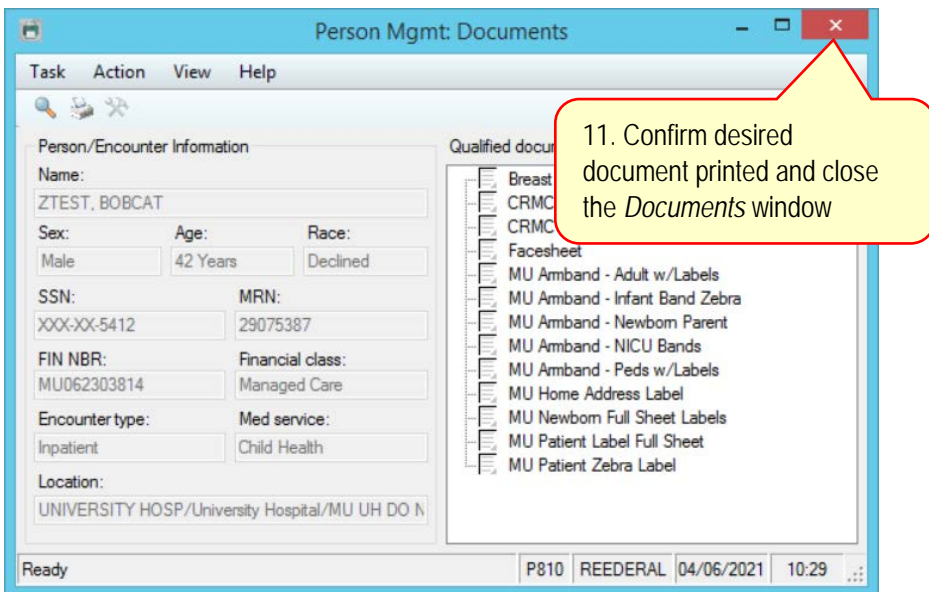 Person Mgmt: Documents
Task Action View Help
11. Confirm desired
document printed and close
the Documents window
Person/Encounter Information
Name:
ZTEST, BOBCAT
Sex: Age: Race:
Male 42 Years Declined
SSN: MRN:
XXX-XX-5412 29075387
FIN NBR: Financial class:
MU062303814 Managed Care
Encounter type: Med service:
Inpatient Child Health
Location:
UNIVERSITY HOSP/University Hospital/MU UH DO N
Qualified
Breast
CRMC
CRMC
Facesheet
MU Armband - Adult w/Labels
MU Armband - Infant Band Zebra
MU Armband - Newborn Parent
MU Armband - NICU Bands
MU Armband - Peds w/Labels
MU Home Address Label
MU Newborn Full Sheet Labels
MU Patient Label Full Sheet
MU Patient Zebra Label
Ready P810 REEDERAL 04/06/2021 10:29